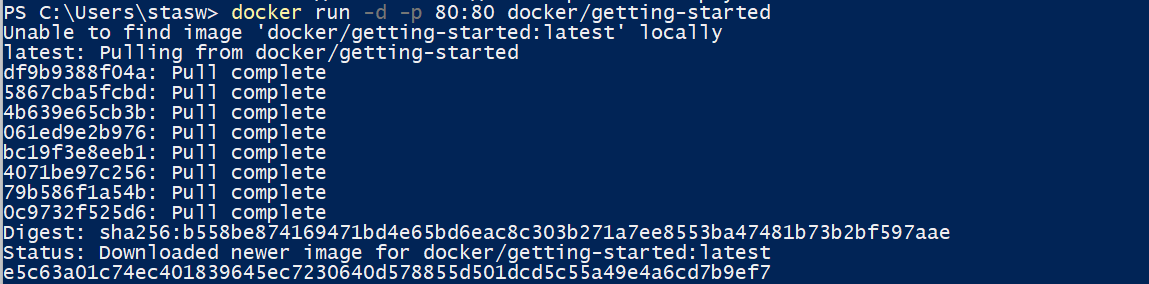 PS C:\Users\stasw> docker run -d -p 80:80 docker/getting-started
Unable to find image 'docker/getting-started:latest' locally
latest: Pulling from docker/getting-started
df9b9388f04a: Pull complete
5867cba5fcbd: Pull complete
4b639e65cb3b: Pull complete
061ed9e2b976: Pull complete
bc19f3e8eeb1: Pull complete
4071be97c256: Pull complete
79b586f1a54b: Pull complete
0c9732f525d6: Pull complete
Digest: sha256:b558be874169471bd4e65bd6eac8c303b271a7ee8553ba47481b73b2bf597aae
Status: Downloaded newer image for docker/getting-started:latest
e5c63a01c74ec401839645ec7230640d578855d501dcd5c55a49e4a6cd7b9ef7